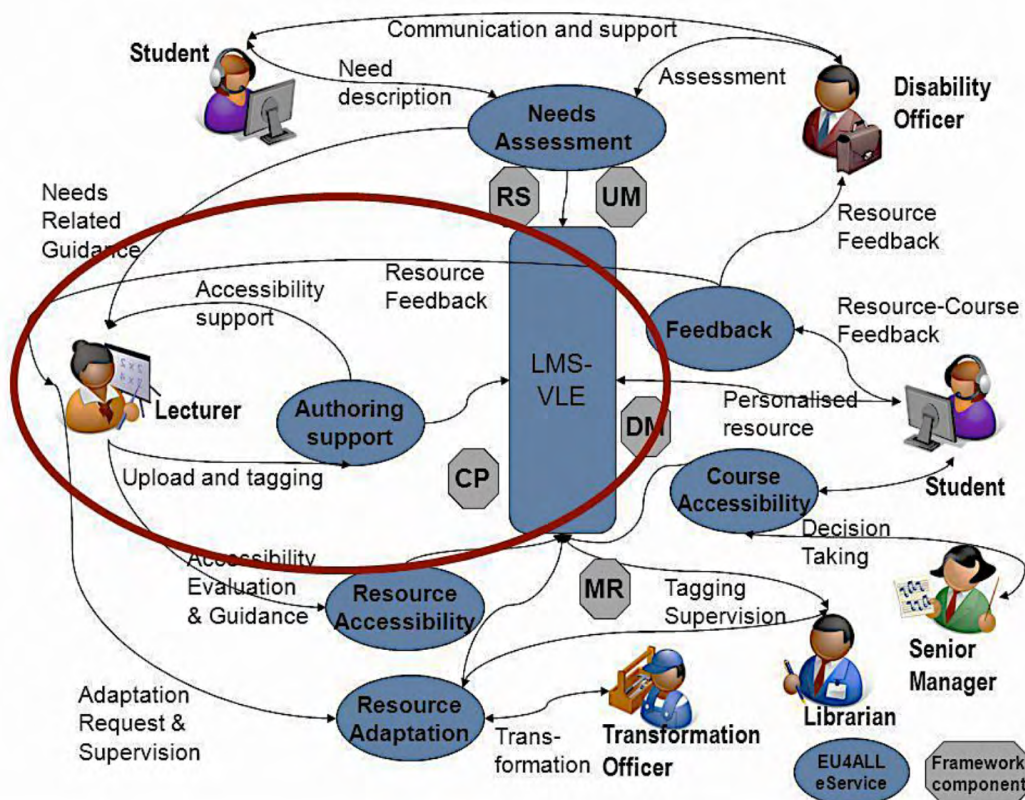 Communication and support
Student
Need
description
Assessment
Disability
Officer
Needs
Assessment
RS
UM
Needs
Related
Guidance
Resource
Feedback
Accessibility
support
Resource
Feedback
Feedback
Resource-Course
Feedback
LMS-
VLE
Lecturer
Authoring
support
Personalised
resource
DM
Upload and tagging
CP
Course
Accessibility
Student
Decision
Taking
Accessibility
Evaluation
& Guidance
Resource
Accessibility
MR
Tagging
Supervision
Senior
Manager
Adaptation
Request &
Supervision
Resource
Adaptation
Trans-
formation
Transformation
Officer
Librarian
EU4ALL
eService
Framework
component